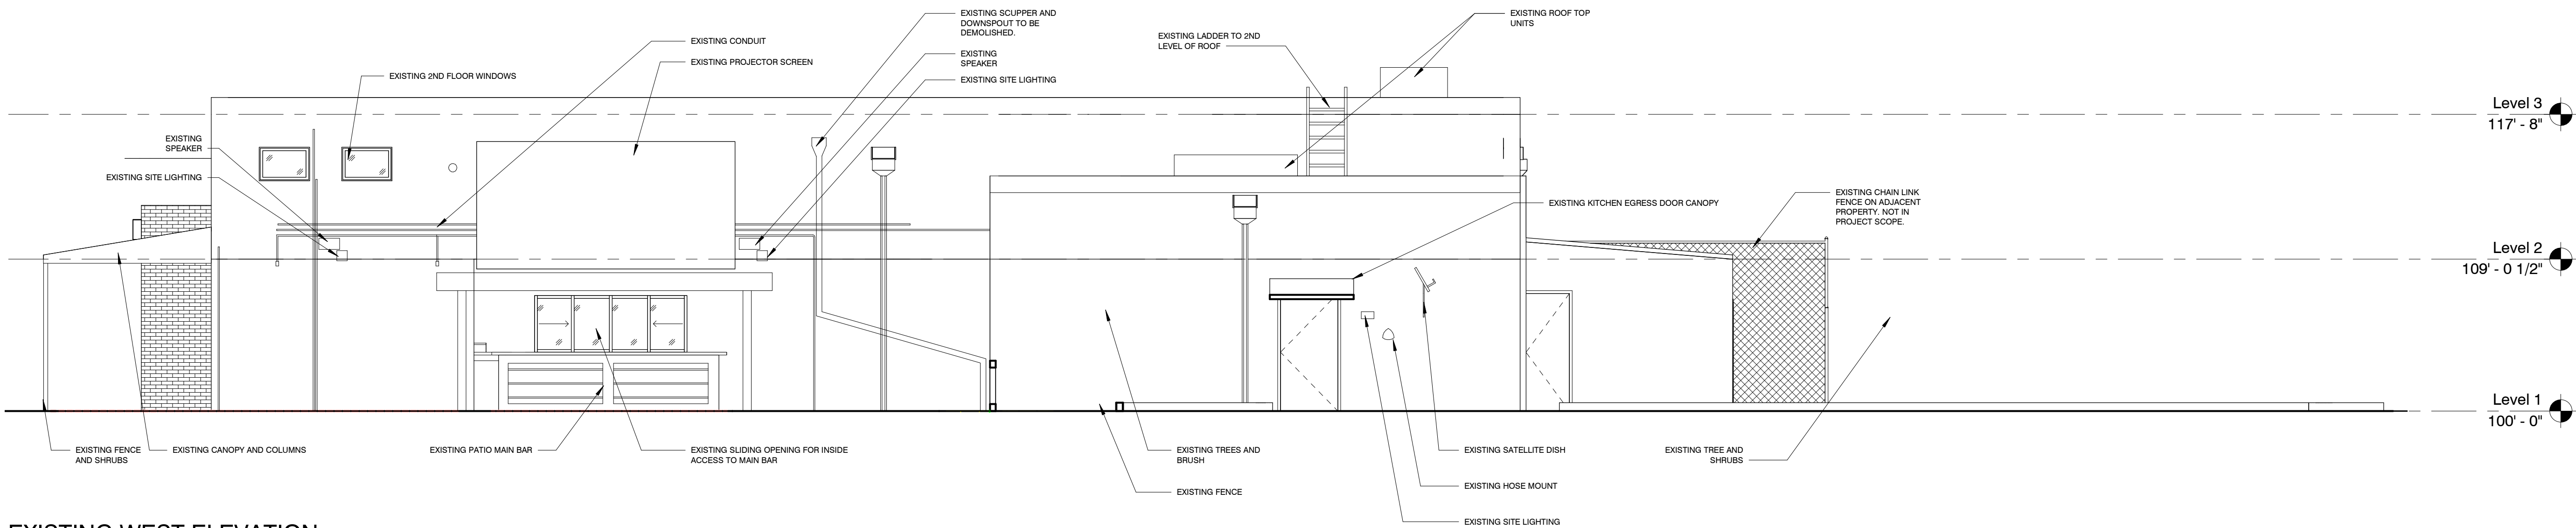 EXISTING SCUPPER AND
DOWNSPOUT TO BE
DEMOLISHED.
EXISTING ROOF TOP
UNITS
EXISTING CONDUIT
EXISTING LADDER TO 2ND
LEVEL OF ROOF
EXISTING
SPEAKER
EXISTING PROJECTOR SCREEN
EXISTING 2ND FLOOR WINDOWS
EXISTING SITE LIGHTING
Level 3
117' - 8"
EXISTING
SPEAKER
EXISTING SITE LIGHTING
EXISTING CHAIN LINK
FENCE ON ADJACENT
PROPERTY. NOT IN
PROJECT SCOPE.
EXISTING KITCHEN EGRESS DOOR CANOPY
Level 2
109' - 0 1/2"
Level 1
100' - 0"
EXISTING FENCE
AND SHRUBS
EXISTING CANOPY AND COLUMNS
EXISTING PATIO MAIN BAR
EXISTING SLIDING OPENING FOR INSIDE
ACCESS TO MAIN BAR
EXISTING TREES AND
BRUSH
EXISTING SATELLITE DISH
EXISTING TREE AND
SHRUBS
EXISTING FENCE
EXISTING HOSE MOUNT
EXISTING SITE LIGHTING
EXISTING WEST ELEVATION